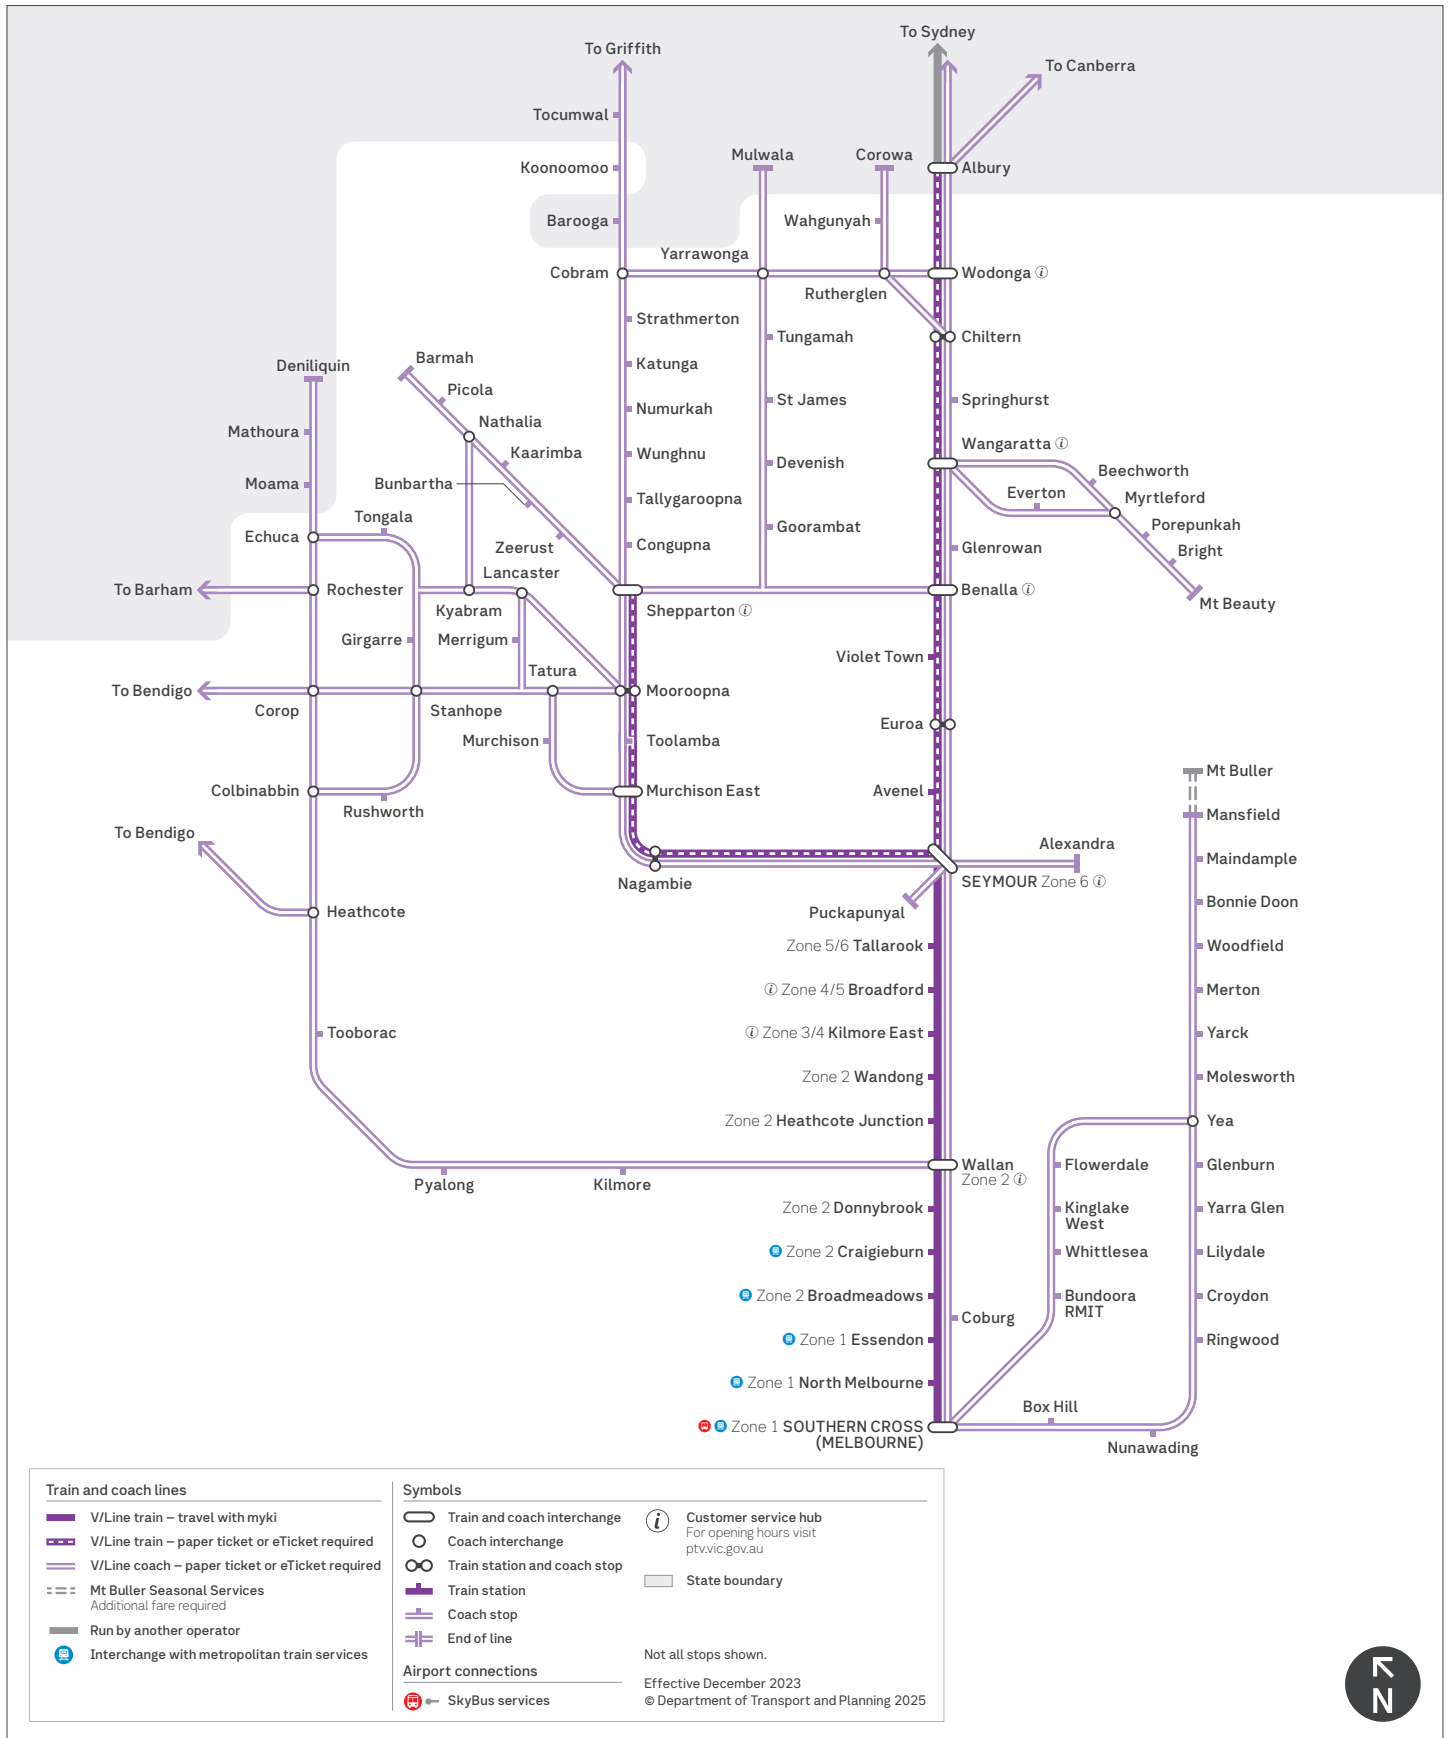 To Sydney
To Griffith
To Canberra
Tocumwal
Mulwala
Corowa
Koonoomoo
Albury
Barooga
Wahgunyah
Yarrawonga
Cobram
Wodonga
Rutherglen
Strathmerton
Tungamah
Chiltern
Barmah
Deniliquin
Katunga
Picola
St James
Springhurst
Numurkah
Nathalia
Mathoura
Wangaratta
Kaarimba
Wunghnu
Devenish
Beechworth
Moama
Bunbartha
Everton
Myrtleford
Tallygaroopna
Tongala
Porepunkah
Goorambat
Echuca
Congupna
Zeerust
Glenrowan
Bright
Lancaster
To Barham
Rochester
Benalla
Mt Beauty
Kyabram
Shepparton
Girgarre
Merrigum
Violet Town
Tatura
To Bendigo
Mooroopna
Corop
Stanhope
Euroa
Murchison
Toolamba
Mt Buller
Colbinabbin
Murchison East
Avenel
Rushworth
Mansfield
To Bendigo
Alexandra
Maindample
Nagambie
SEYMOUR Zone 6
Puckapunyal
Bonnie Doon
Heathcote
Zone 5/6 Tallarook
Woodfield
Zone 4/5 Broadford
Merton
Tooborac
Zone 3/4 Kilmore East
Yarck
Zone 2 Wandong
Molesworth
Zone 2 Heathcote Junction
Yea
Wallan
Zone 2
Flowerdale
Glenburn
Pyalong
Kilmore
Zone 2 Donnybrook
Kinglake
West
Yarra Glen
Zone 2 Craigieburn
Whittlesea
Lilydale
Zone 2 Broadmeadows
Bundoora
RMIT
Croydon
Coburg
Zone 1 Essendon
Ringwood
Zone 1 North Melbourne
Box Hill
Zone 1 SOUTHERN CROSS
(MELBOURNE)
Nunawading
Train and coach lines
V/Line train – travel with myki
V/Line train – paper ticket or eTicket required
V/Line coach – paper ticket or eTicket required
Mt Buller Seasonal Services
Additional fare required
Run by another operator
Interchange with metropolitan train services
Symbols
Train and coach interchange
Coach interchange
Train station and coach stop
Train station
Coach stop
End of line
Airport connections
SkyBus services
i
Customer service hub
For opening hours visit
ptv.vic.gov.au
State boundary
Not all stops shown.
Effective December 2023
© Department of Transport and Planning 2025
N